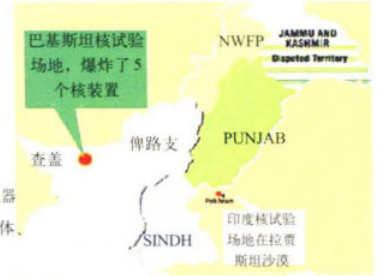 巴基斯坦核试验
场地，爆炸了5
个核装置
NWFP
JAMMU AND
KASHMIR
Disputed Territory
俾路支
PUNJAB
查盖
器
Pokhran
体
印度核试验
场地在拉贾
斯坦沙漠
SINDH